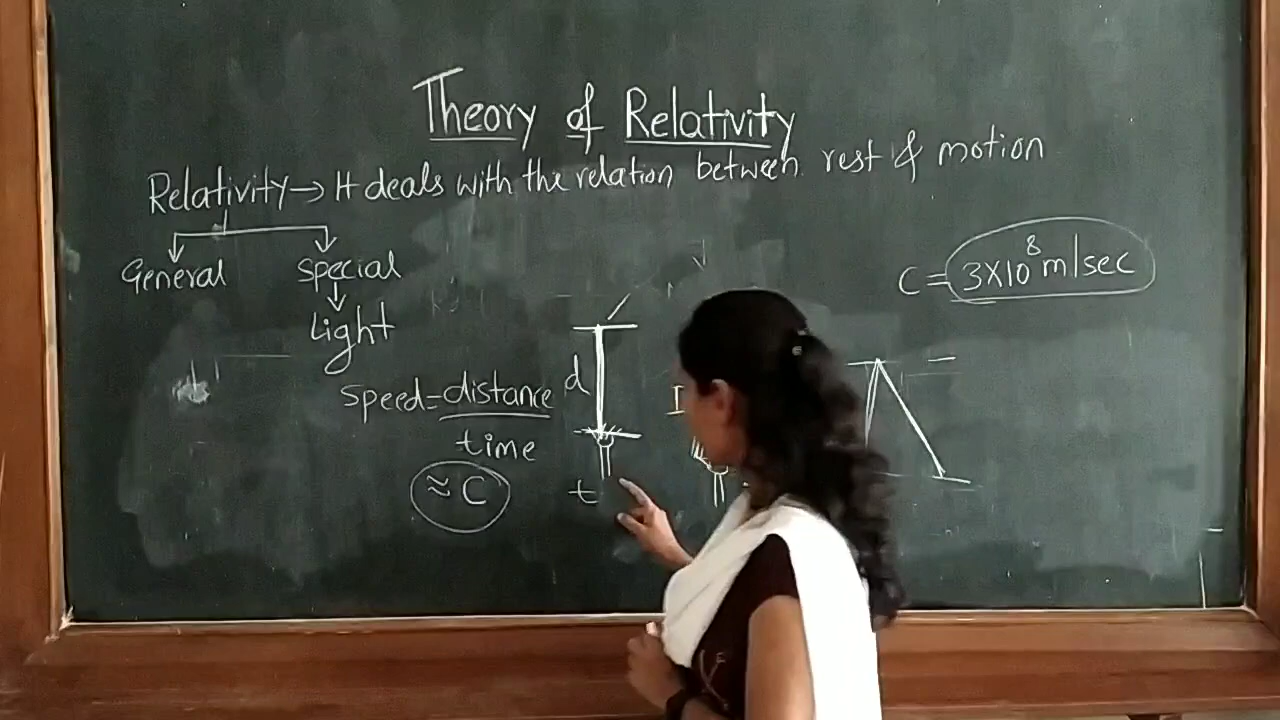 Theory of Relativity
Relativity → It deals with the relation between rest & motion
General
Special
Light
C = 3X10⁸ m/sec
Speed = distance
time
≈ C
d
t
I